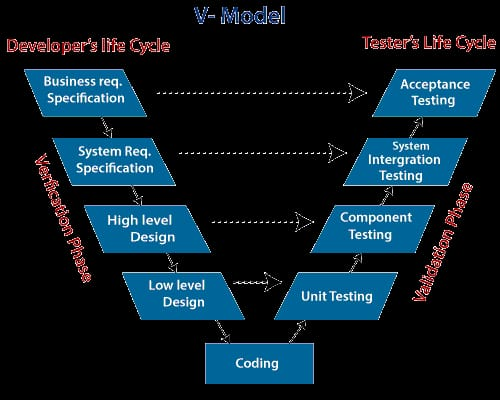 V- Model
Developer's life Cycle
Tester's Life Cycle
Business req.
Specification
Acceptance
Testing
System Req.
Specification
System
Intergration
Testing
High level
Design
Component
Testing
Low level
Design
Unit Testing
Coding
Verfication Phase
Validation Phase